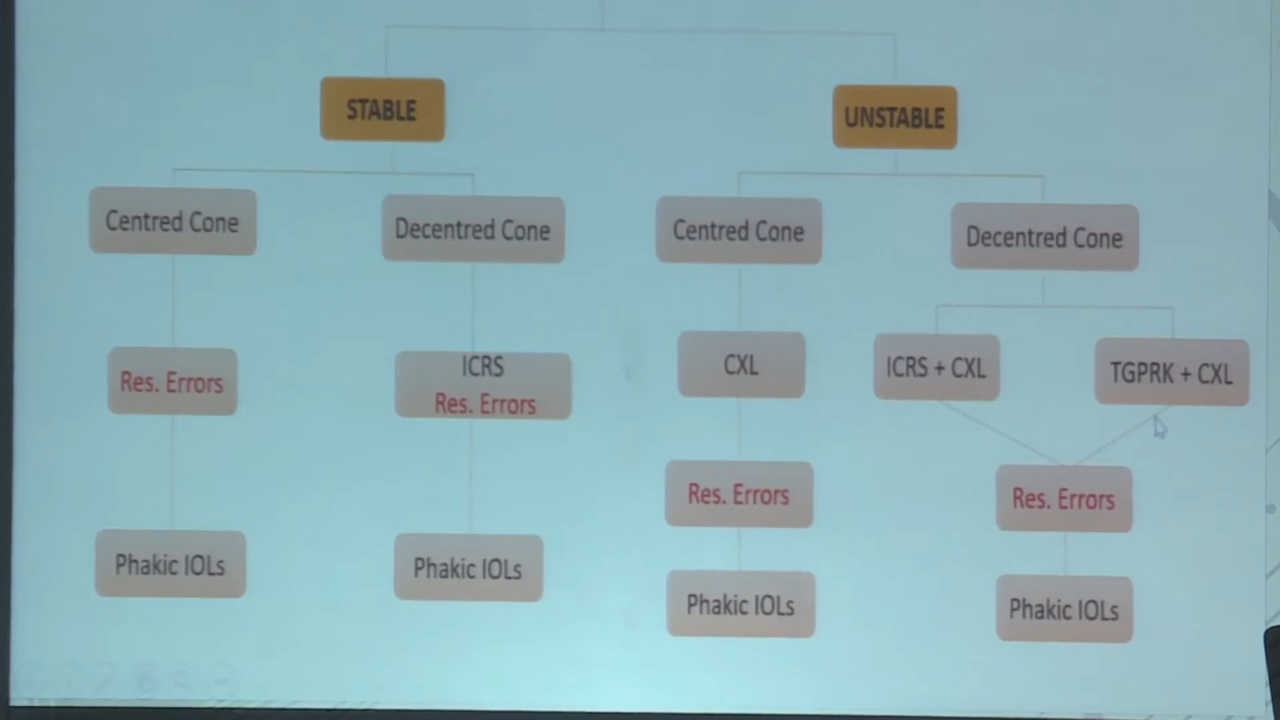 STABLE
UNSTABLE
Centred Cone
Decentred Cone
Centred Cone
Decentred Cone
Res. Errors
ICRS
Res. Errors
CXL
ICRS + CXL
TGPRK + CXL
Res. Errors
Res. Errors
Phakic IOLs
Phakic IOLs
Phakic IOLs
Phakic IOLs